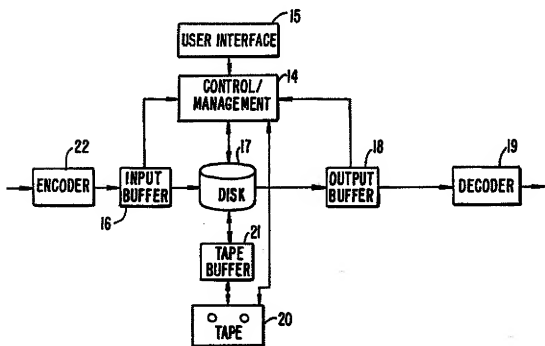 15
USER INTERFACE
14
CONTROL/
MANAGEMENT
22
ENCODER
INPUT
BUFFER
16
17
DISK
18
OUTPUT
BUFFER
19
DECODER
21
TAPE
BUFFER
TAPE
20